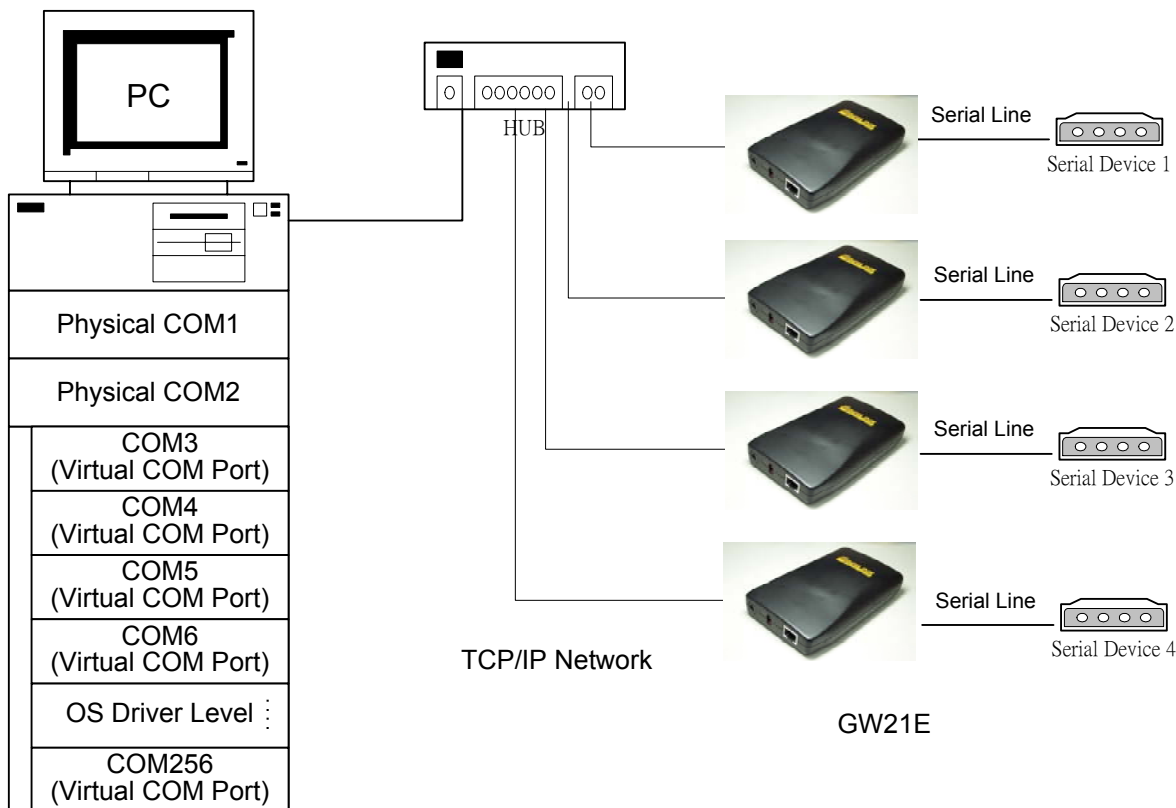 PC
HUB
Serial Line
Serial Device 1
Serial Line
Serial Device 2
Serial Line
Serial Device 3
Serial Line
Serial Device 4
Physical COM1
Physical COM2
COM3
(Virtual COM Port)
COM4
(Virtual COM Port)
COM5
(Virtual COM Port)
COM6
(Virtual COM Port)
OS Driver Level
COM256
(Virtual COM Port)
TCP/IP Network
GW21E